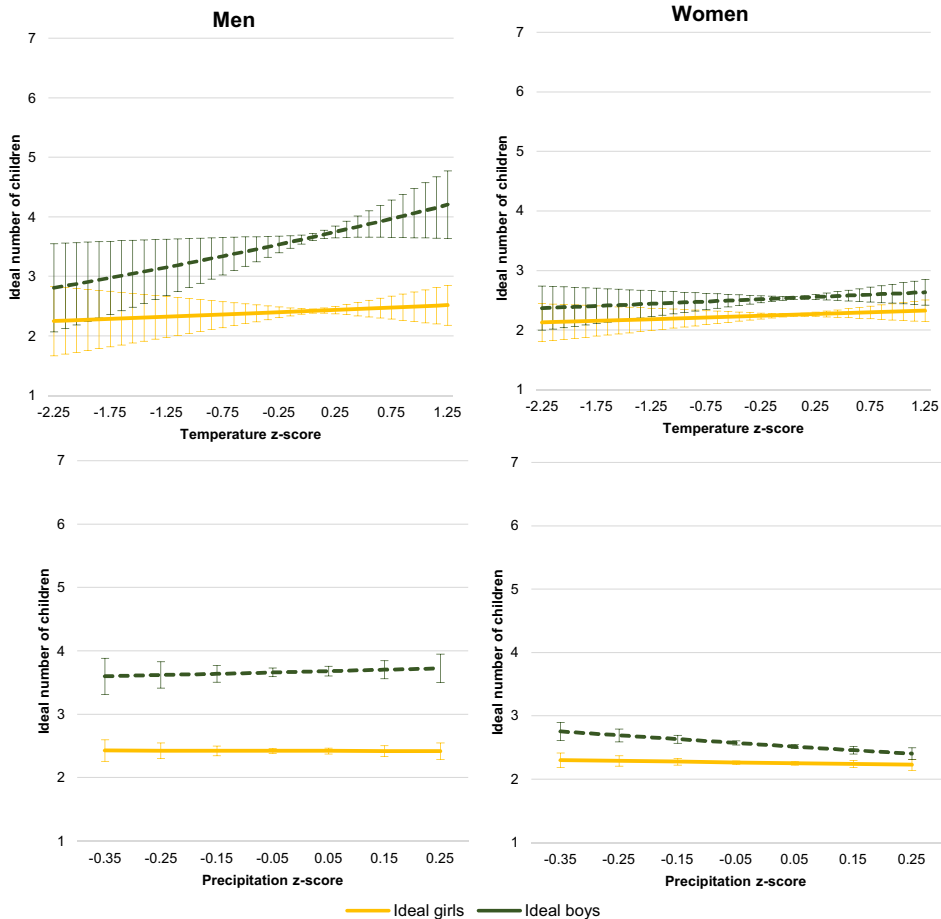 Men
Women
7
6
5
4
3
2
1
Ideal number of children
-2.25 -1.75 -1.25 -0.75 -0.25 0.25 0.75 1.25
Temperature z-score
7
6
5
4
3
2
1
Ideal number of children
-2.25 -1.75 -1.25 -0.75 -0.25 0.25 0.75 1.25
Temperature z-score
7
6
5
4
3
2
1
Ideal number of children
-0.35 -0.25 -0.15 -0.05 0.05 0.15 0.25
Precipitation z-score
7
6
5
4
3
2
1
Ideal number of children
-0.35 -0.25 -0.15 -0.05 0.05 0.15 0.25
Precipitation z-score
Ideal girls Ideal boys